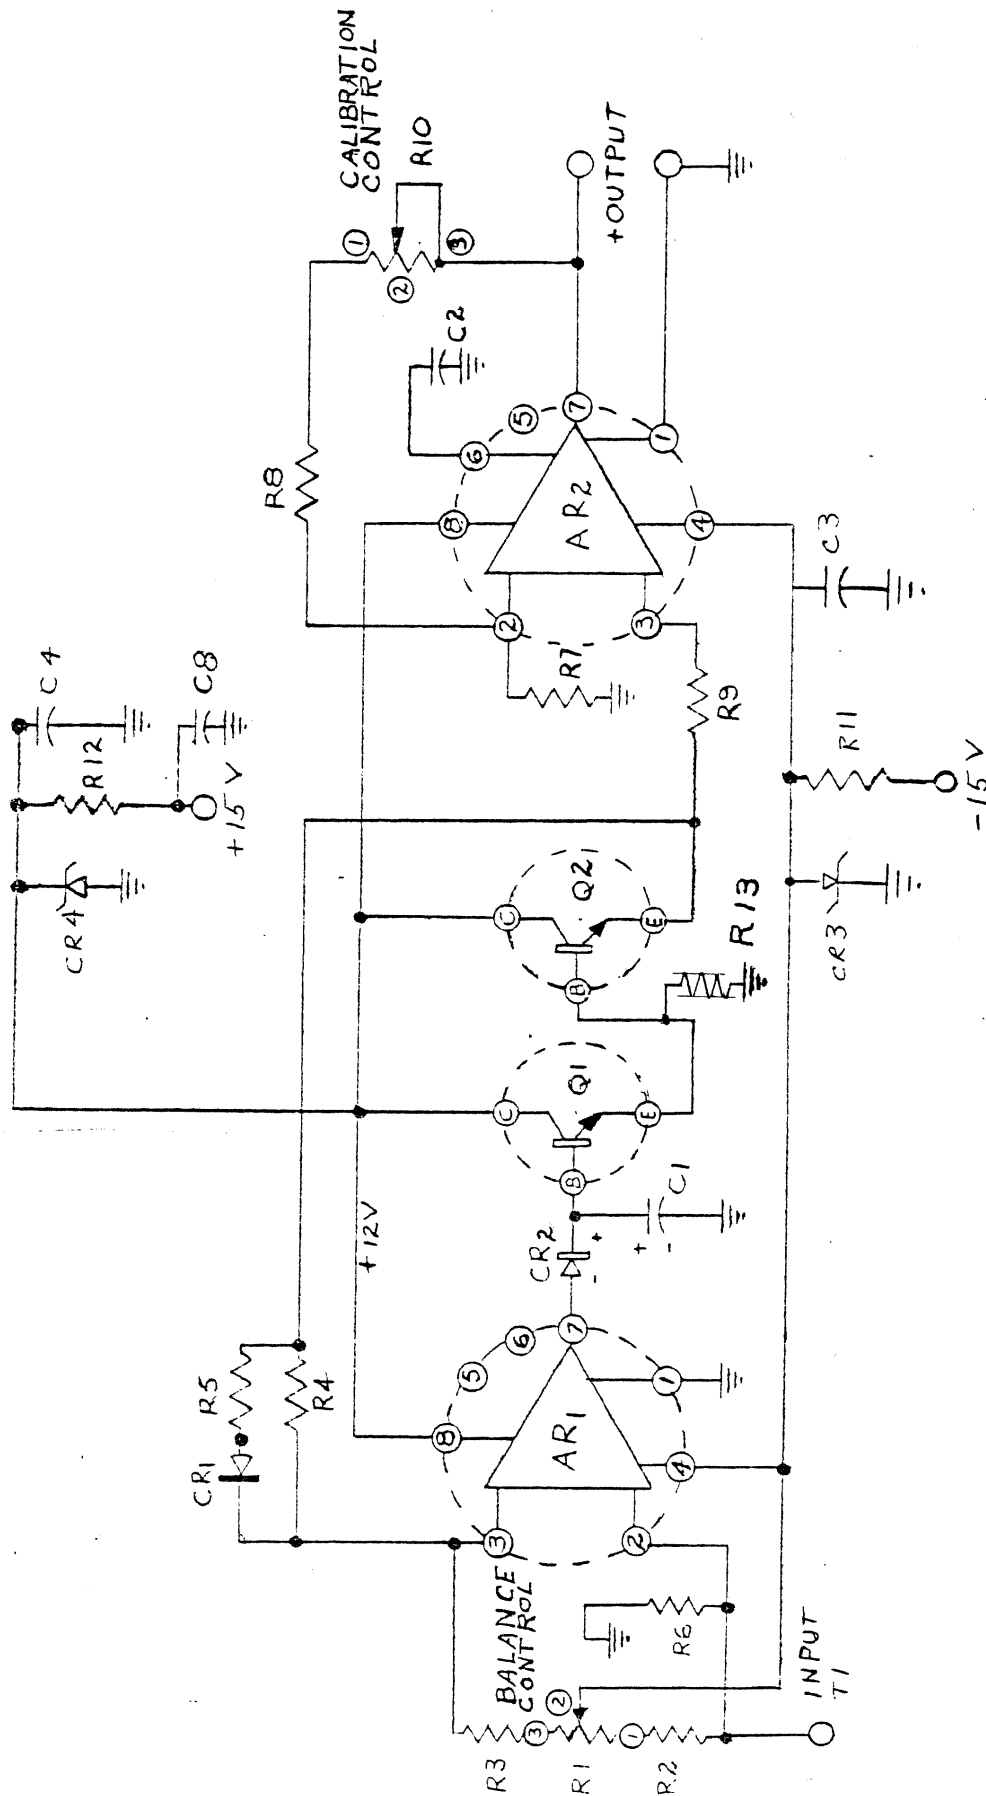 CALIBRATION
CONTROL
R10
1
2
3
+OUTPUT
C2
R8
5
6
7
8
1
2
3
4
AR2
R7
R9
C3
C4
R12
C8
+15 V
CR4
R11
-15 V
CR3
Q2
C
B
E
R13
Q1
C
B
E
+12V
C1
+
-
CR2
+
-
R5
R4
CR1
5
6
7
8
1
2
3
4
AR1
BALANCE
CONTROL
R6
R3
R1
R2
3
2
1
INPUT
T1